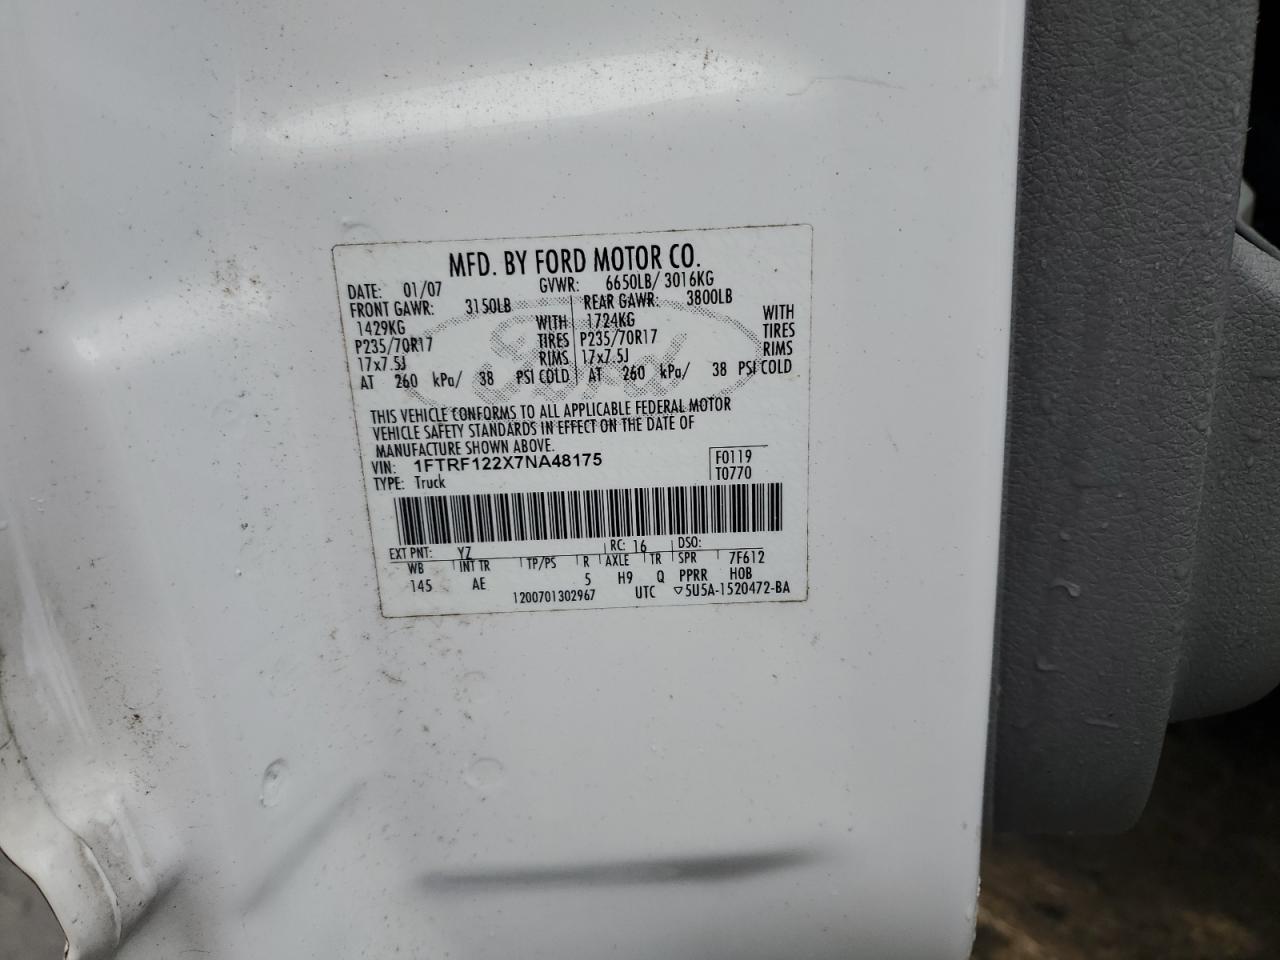 MFD. BY FORD MOTOR CO.
DATE: 01/07 GVWR: 6650LB/ 3016KG
FRONT GAWR: 3150LB REAR GAWR: 3800LB
1429KG WITH 1724KG WITH
P235/70R17 TIRES P235/70R17 TIRES
17x7.5J RIMS 17x7.5J RIMS
AT 260 kPa/ 38 PSI COLD AT 260 kPa/ 38 PSI COLD
Ford
THIS VEHICLE CONFORMS TO ALL APPLICABLE FEDERAL MOTOR
VEHICLE SAFETY STANDARDS IN EFFECT ON THE DATE OF
MANUFACTURE SHOWN ABOVE.
VIN: 1FTRF122X7NA48175 F0119
TYPE: Truck T0770
EXT PNT: YZ RC: 16 DSO:
WB INT TR TP/PS R AXLE TR SPR 7F612
145 AE 5 H9 Q PPRR HOB
1200701302967 UTC ▽5U5A-1520472-BA